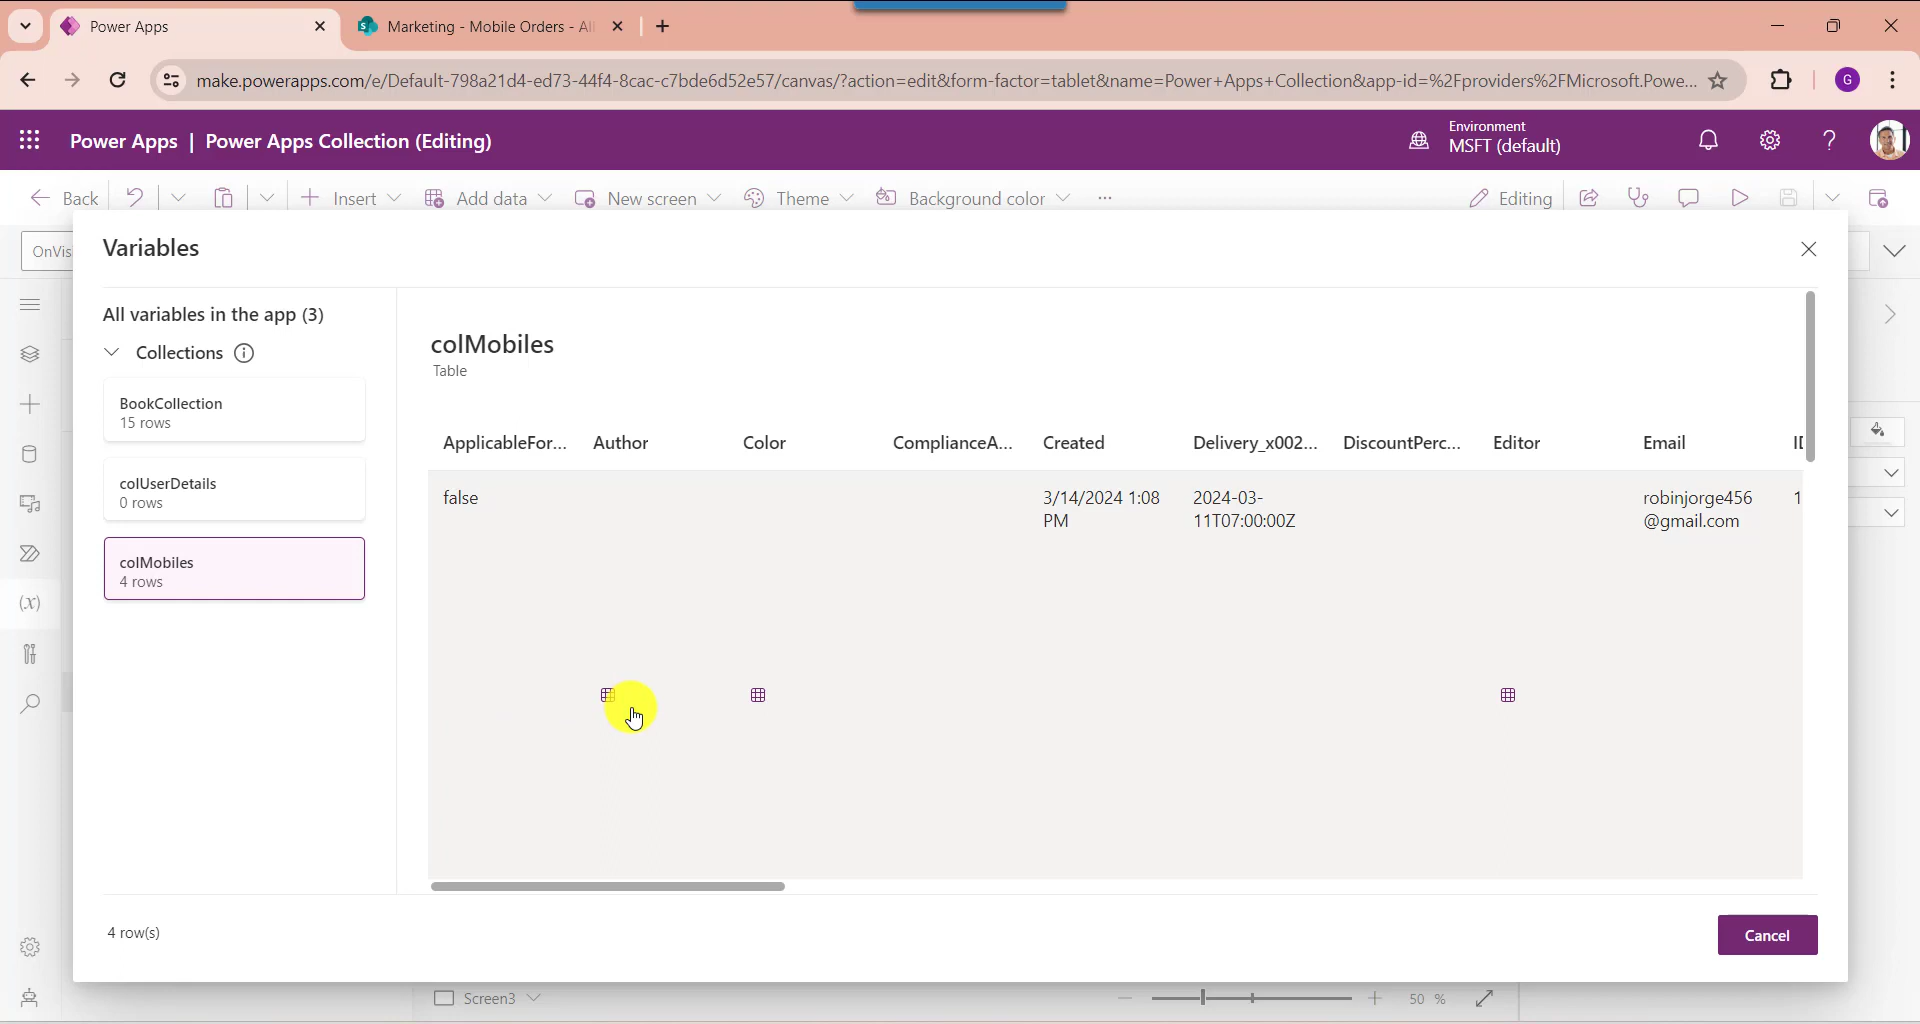 Power Apps
Marketing - Mobile Orders - All
make.powerapps.com/e/Default-798a21d4-ed73-44f4-8cac-c7bde6d52e57/canvas/?action=edit&form-factor=tablet&name=Power+Apps+Collection&app-id=%2Fproviders%2FMicrosoft.Powe...
G
Power Apps | Power Apps Collection (Editing)
Environment
MSFT (default)
Back
Insert
Add data
New screen
Theme
Background color
...
Editing
OnVis
Variables
All variables in the app (3)
Collections
BookCollection
15 rows
colUserDetails
0 rows
colMobiles
4 rows
colMobiles
Table
ApplicableFor... Author Color ComplianceA... Created Delivery_x002... DiscountPerc... Editor Email ID
false 3/14/2024 1:08 PM 2024-03-11T07:00:00Z robinjorge456@gmail.com 1
4 row(s)
Cancel
Screen3
50 %